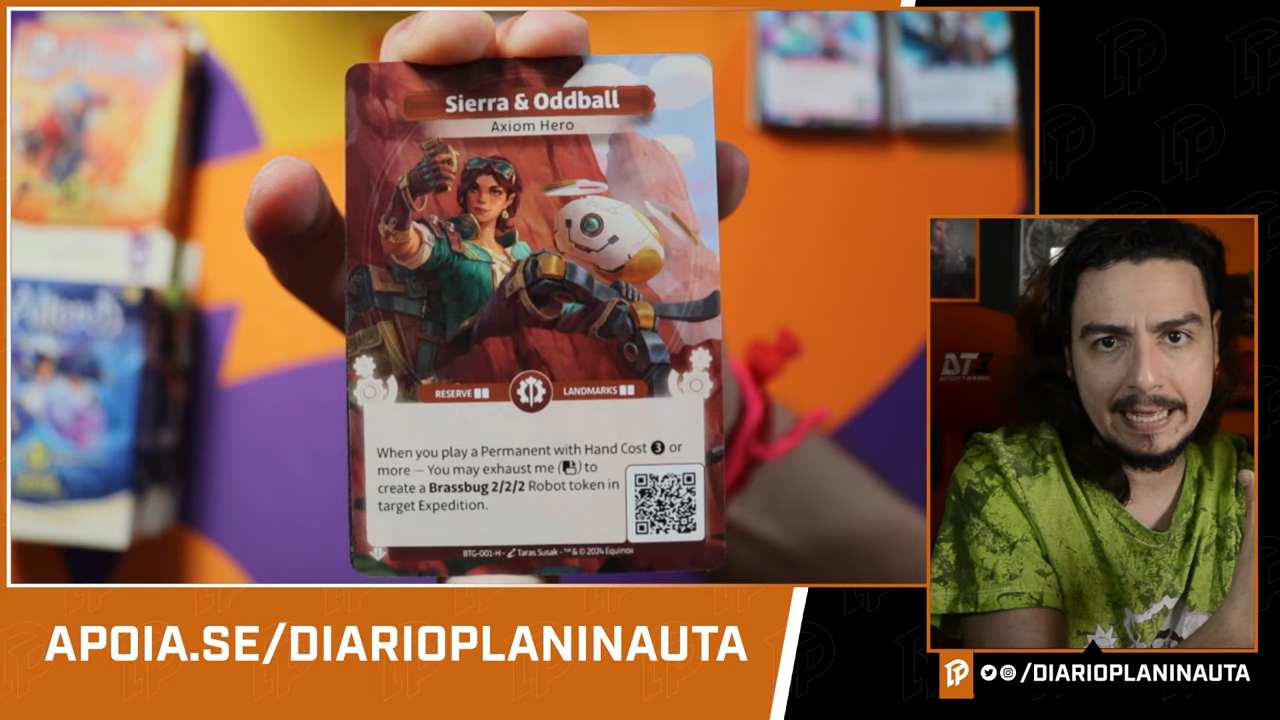 Sierra & Oddball
Axiom Hero
RESERVE
LANDMARKS
When you play a Permanent with Hand Cost 3 or
more – You may exhaust me ( ) to
create a Brassbug 2/2/2 Robot token in
target Expedition.
BTG-001-H - Taras Susak - ™ & © 2024 Equinox
DT3
APOIA.SE/DIARIOPLANINAUTA
/DIARIOPLANINAUTA